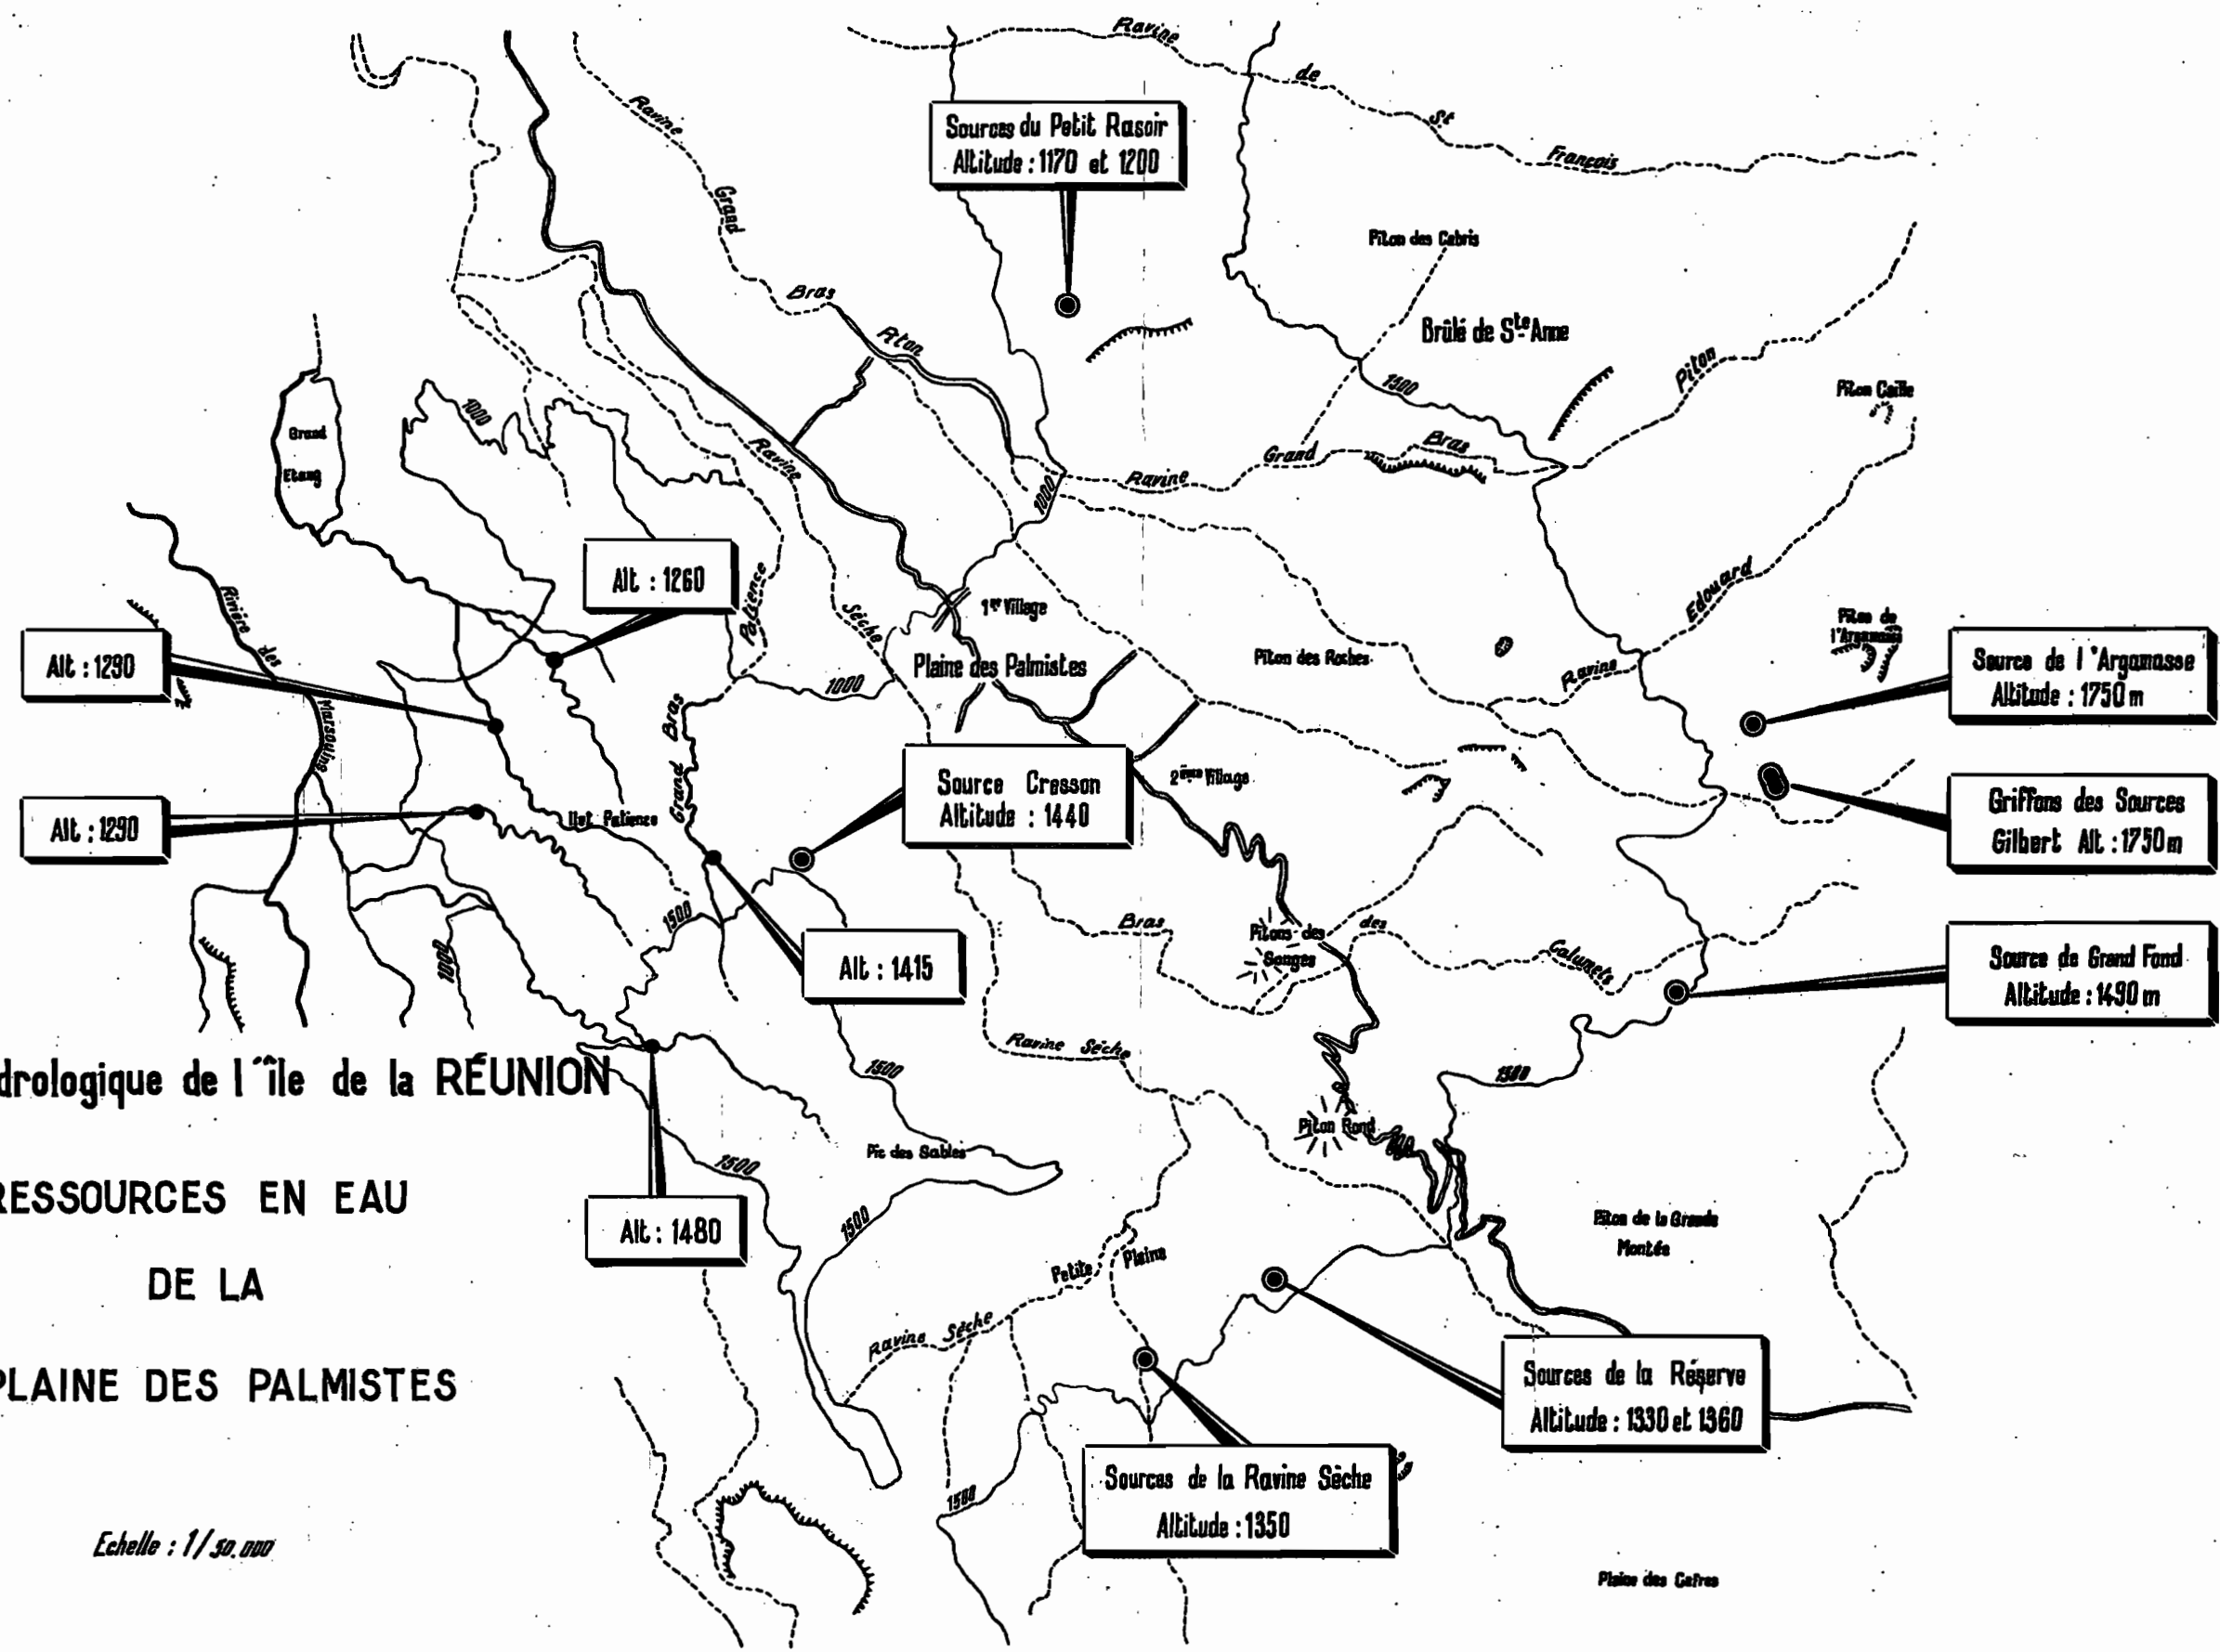 Ravine
de
St
François
Ravine
Grand
Bras
Piton
Sources du Petit Rasoir
Altitude : 1170 et 1200
Piton des Cabris
Brûlé de Ste Anne
Piton
Piton Caille
1500
Bras
Grand
Ravine
1000
Grand
Etang
1000
Ravine
Sèche
Patience
Alt : 1260
1er Village
Plaine des Palmistes
Piton des Roches
Edouard
Ravine
Piton de
l'Argamasse
Source de l'Argamasse
Altitude : 1750 m
Rivière
des
Marsouins
Alt : 1290
1000
Grand Bras
Source Cresson
Altitude : 1440
2ème Village
Griffons des Sources
Gilbert Alt : 1750 m
Alt : 1290
Ilet Patience
1500
1000
Alt : 1415
Bras
des
Calumets
Pitons des
Songes
Source de Grand Fond
Altitude : 1490 m
Ravine Sèche
1500
1500
drologique de l'île de la RÉUNION
Piton Rond
Pic des Sables
1500
RESSOURCES EN EAU
Alt : 1480
1500
Petite Plaine
Piton de la Grande
Montée
DE LA
Ravine Sèche
Sources de la Réserve
Altitude : 1330 et 1360
PLAINE DES PALMISTES
Sources de la Ravine Sèche
Altitude : 1350
1500
Echelle : 1/50.000
Plaine des Cafres